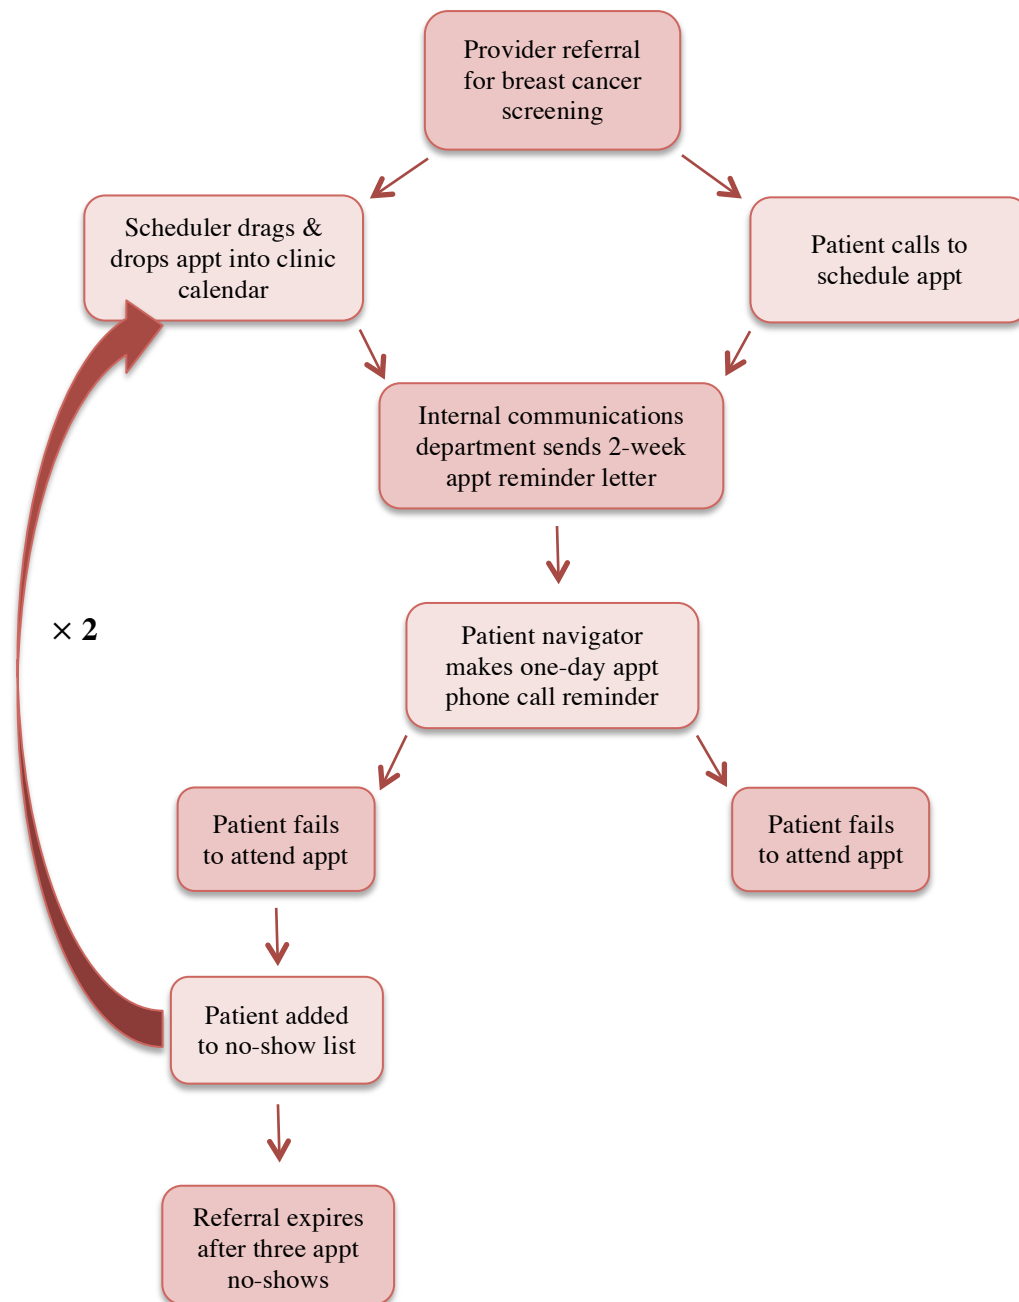 Provider referral
for breast cancer
screening
Scheduler drags &
drops appt into clinic
calendar
Patient calls to
schedule appt
Internal communications
department sends 2-week
appt reminder letter
× 2
Patient navigator
makes one-day appt
phone call reminder
Patient fails
to attend appt
Patient fails
to attend appt
Patient added
to no-show list
Referral expires
after three appt
no-shows